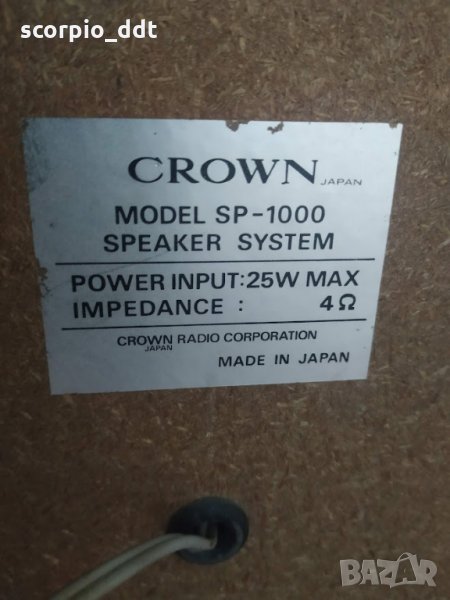 scorpio_ddt
CROWN JAPAN
MODEL SP-1000
SPEAKER SYSTEM
POWER INPUT:25W MAX
IMPEDANCE : 4Ω
CROWN RADIO CORPORATION
JAPAN
MADE IN JAPAN
BAZAR